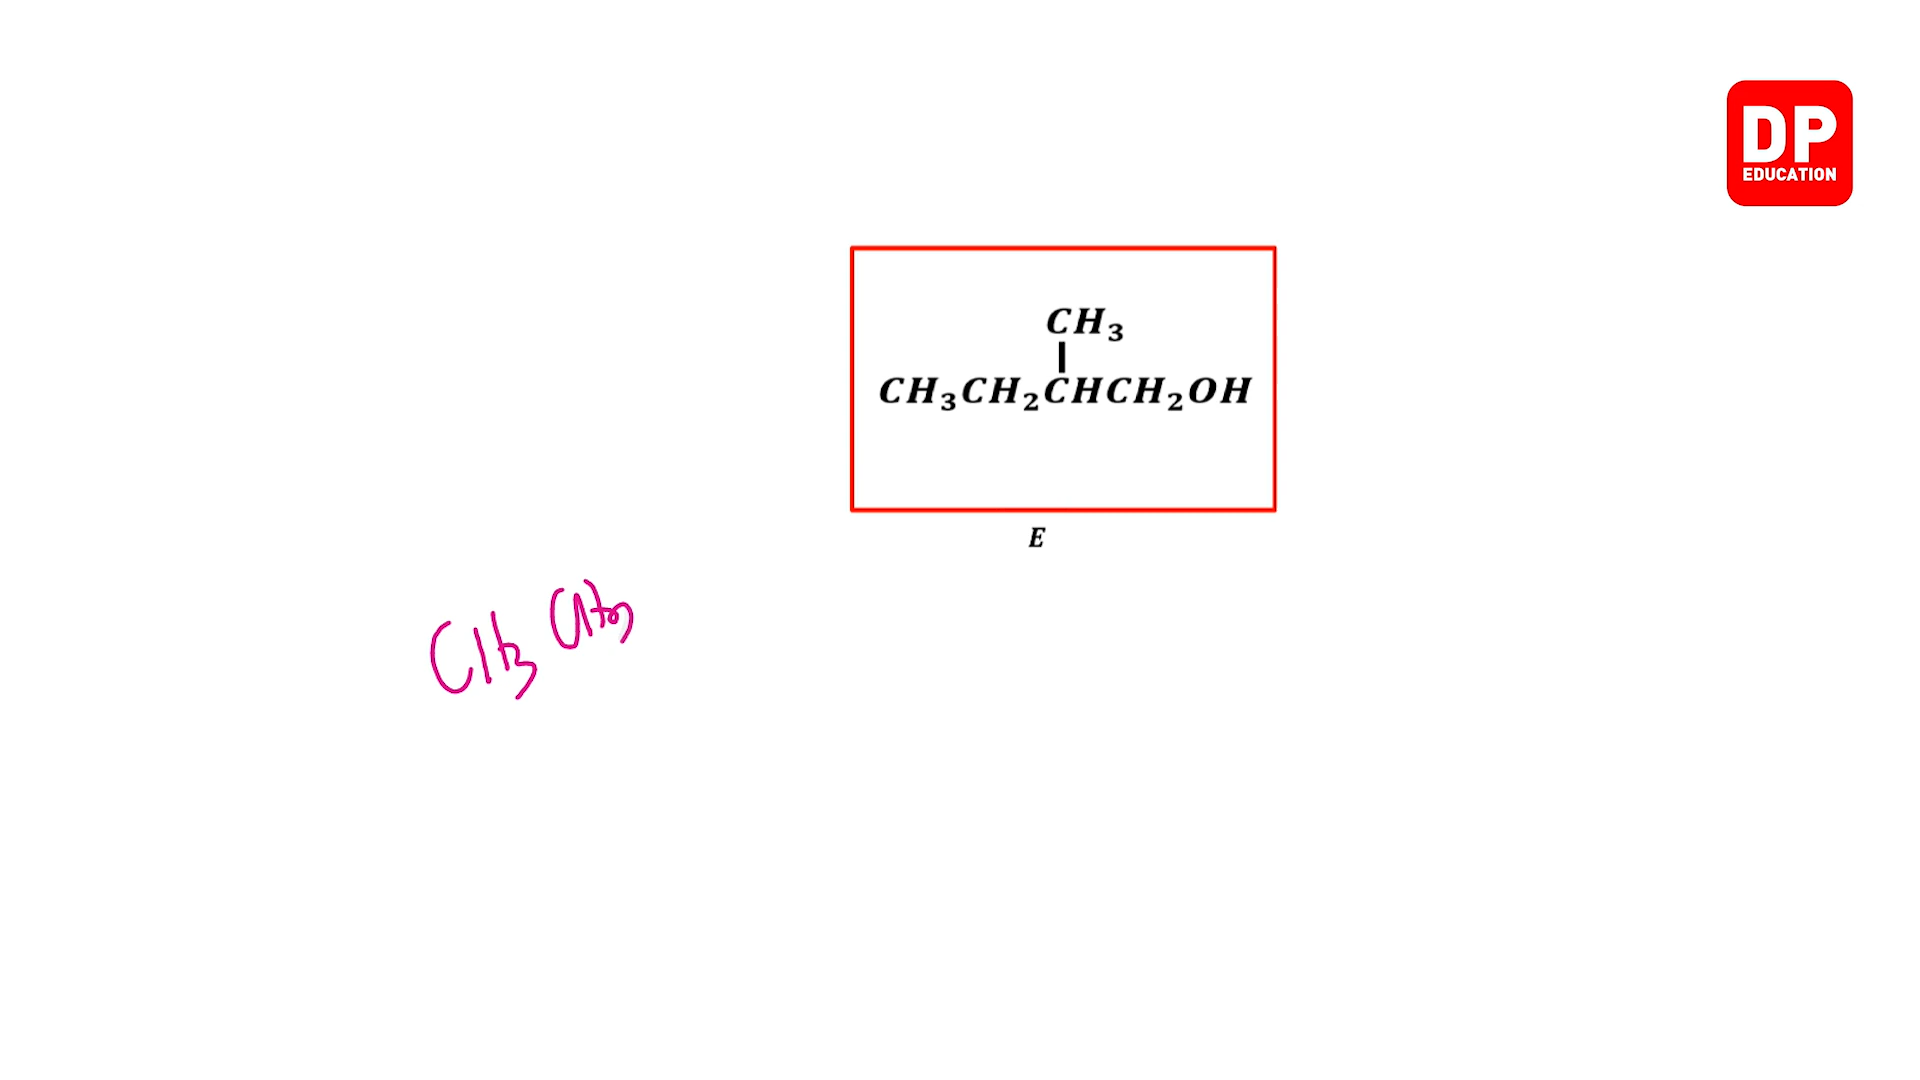 DP
EDUCATION
CH₃
|
CH₃CH₂CHCH₂OH
E
CH₃ CH₂